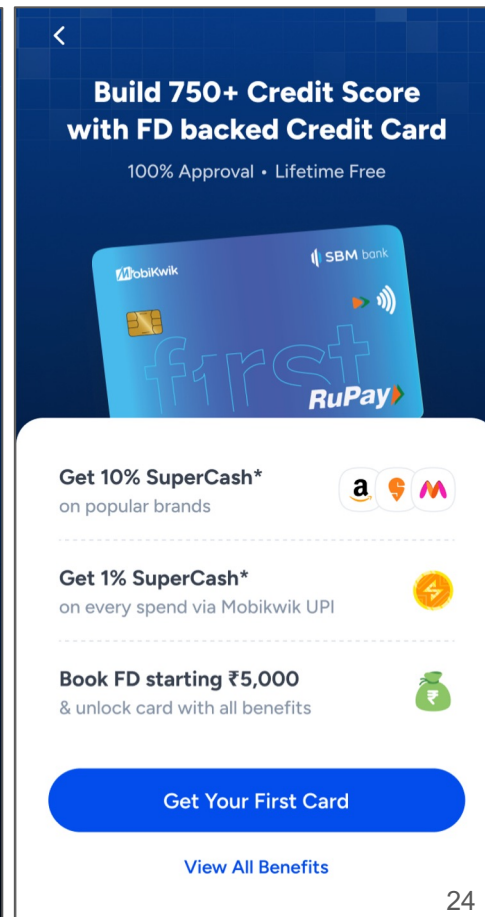 Build 750+ Credit Score
with FD backed Credit Card
100% Approval • Lifetime Free
MobiKwik
SBM bank
f1rst
RuPay
Get 10% SuperCash*
on popular brands
a
Get 1% SuperCash*
on every spend via Mobikwik UPI
Book FD starting ₹5,000
& unlock card with all benefits
₹
Get Your First Card
View All Benefits
24